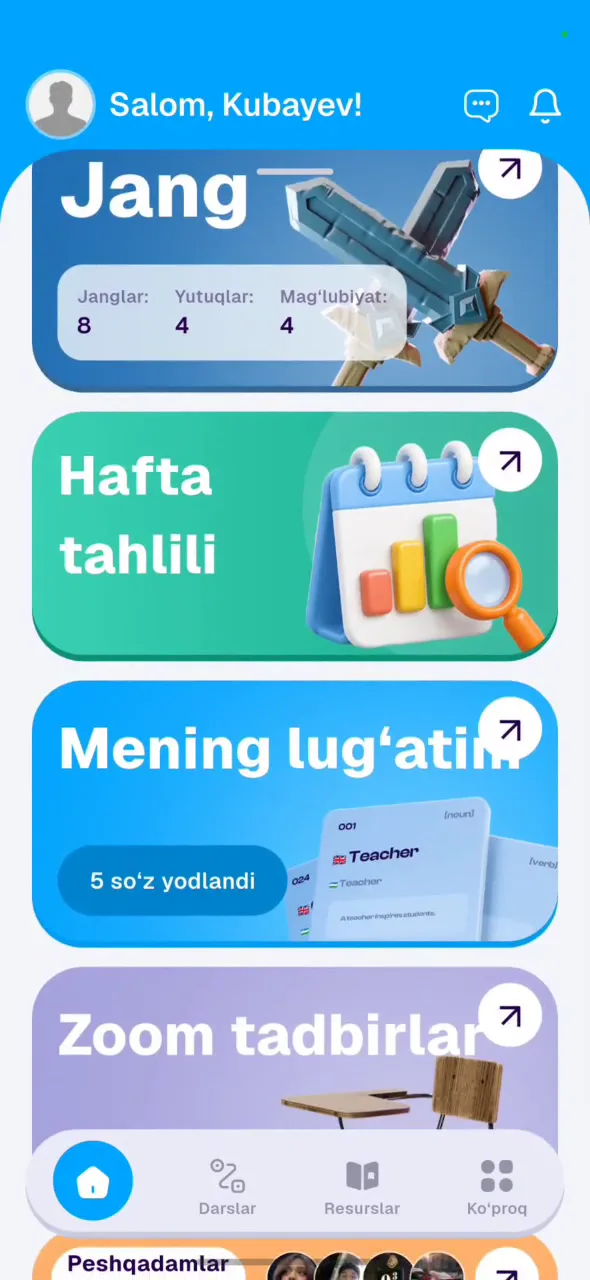 Salom, Kubayev!
Jang
Janglar: Yutuqlar: Mag‘lubiyat:
8 4 4
Hafta
tahlili
Mening lug‘atim
001 [noun]
Teacher
Teacher
A teacher inspires students.
024
[verb]
5 so‘z yodlandi
Zoom tadbirlar
Darslar Resurslar Ko‘proq
Peshqadamlar